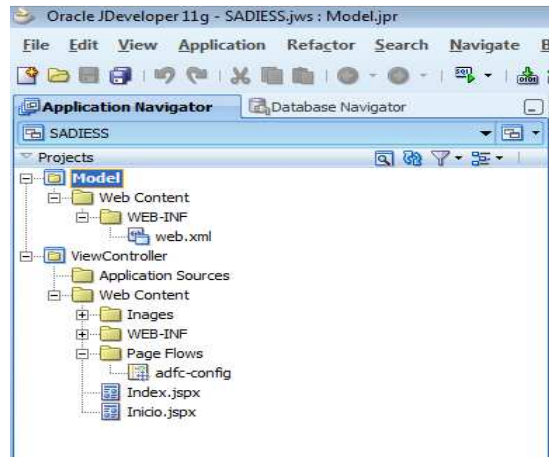 Oracle JDeveloper 11g - SADIESS.jws : Model.jpr
File Edit View Application Refactor Search Navigate B
Application Navigator Database Navigator
SADIESS
Projects
Model
Web Content
WEB-INF
web.xml
ViewController
Application Sources
Web Content
Inages
WEB-INF
Page Flows
adfc-config
Index.jspx
Inicio.jspx